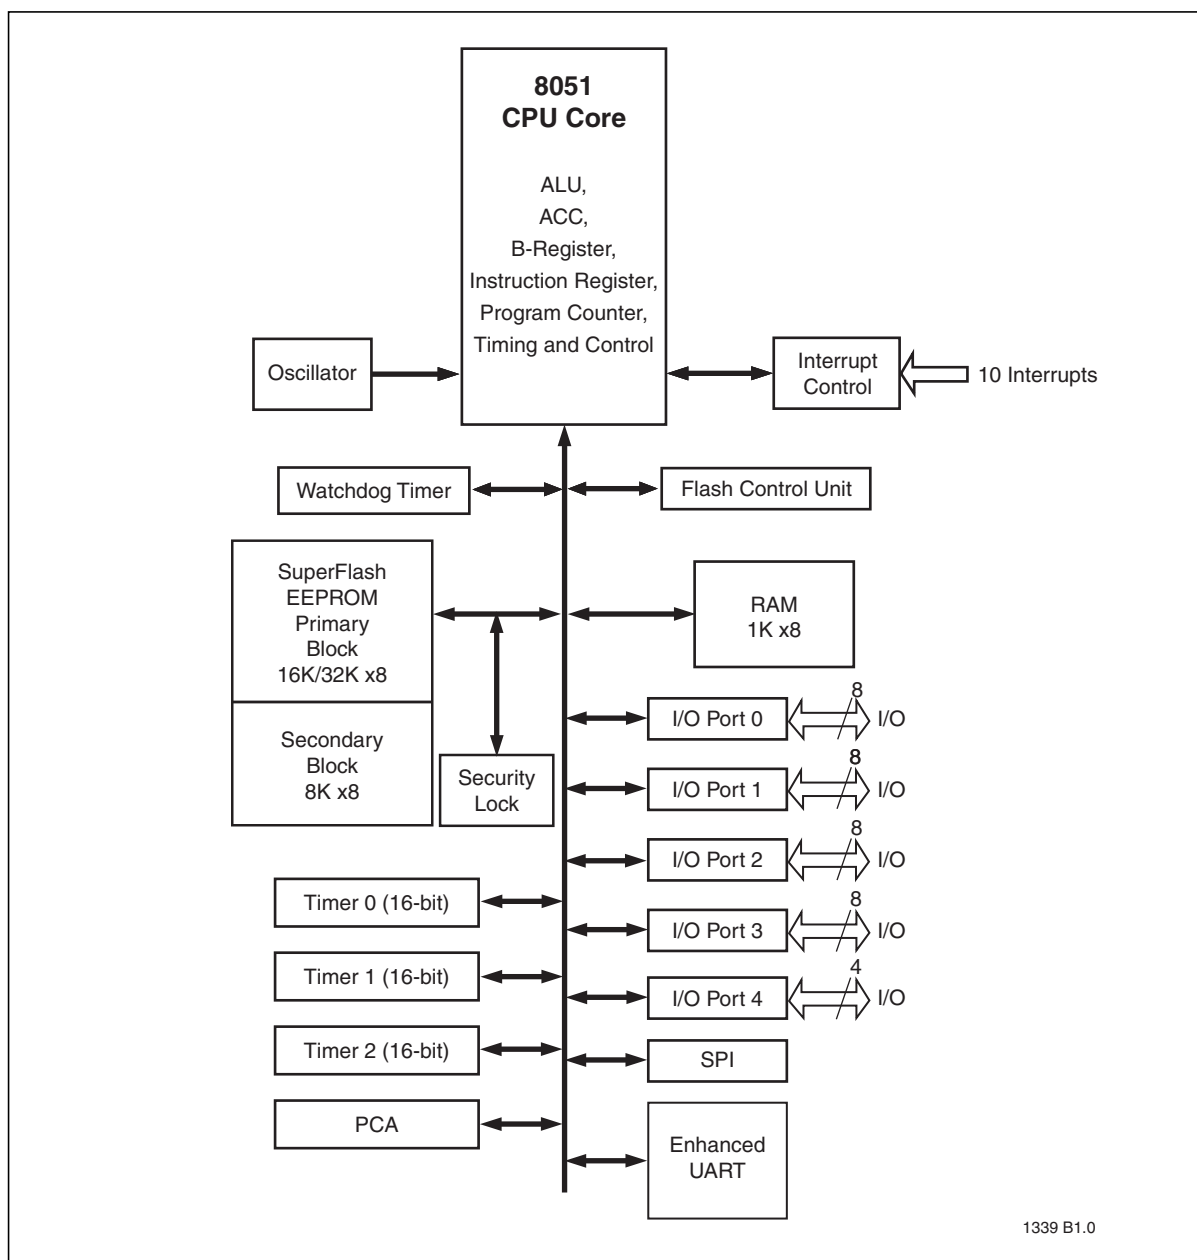 8051
CPU Core
ALU,
ACC,
B-Register,
Instruction Register,
Program Counter,
Timing and Control
Oscillator
Interrupt
Control
10 Interrupts
Watchdog Timer
Flash Control Unit
SuperFlash
EEPROM
Primary
Block
16K/32K x8
RAM
1K x8
Secondary
Block
8K x8
Security
Lock
I/O Port 0
8
I/O
I/O Port 1
8
I/O
I/O Port 2
8
I/O
I/O Port 3
8
I/O
I/O Port 4
4
I/O
Timer 0 (16-bit)
Timer 1 (16-bit)
Timer 2 (16-bit)
SPI
PCA
Enhanced
UART
1339 B1.0